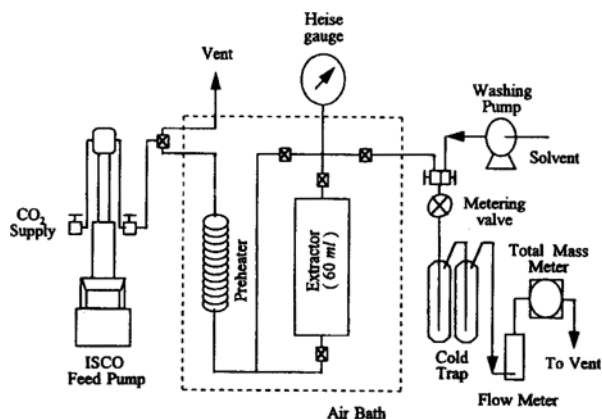 Heise
gauge
Vent
Washing
Pump
Solvent
CO₂
Supply
Metering
valve
Preheater
Extractor
(60 ml)
Total Mass
Meter
ISCO
Feed Pump
Cold
Trap
To Vent
Flow Meter
Air Bath